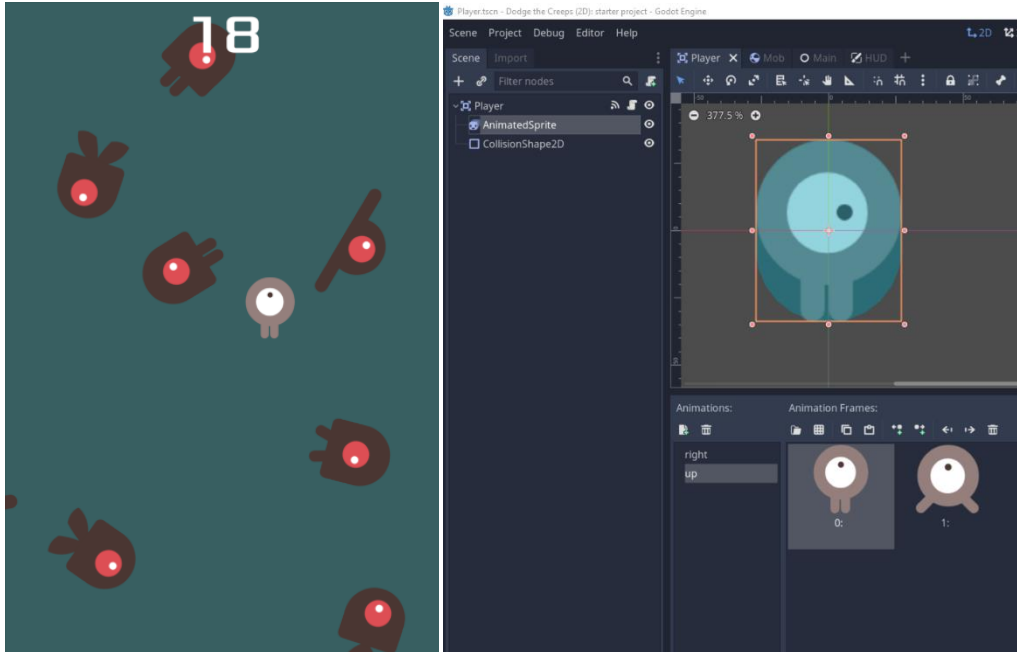 18
Player.tscn - Dodge the Creeps (2D): starter project - Godot Engine
Scene Project Debug Editor Help
2D
Scene Import
Player Mob Main HUD
Filter nodes
Player
AnimatedSprite
CollisionShape2D
377.5 %
Animations:
Animation Frames:
right
up
0:
1: